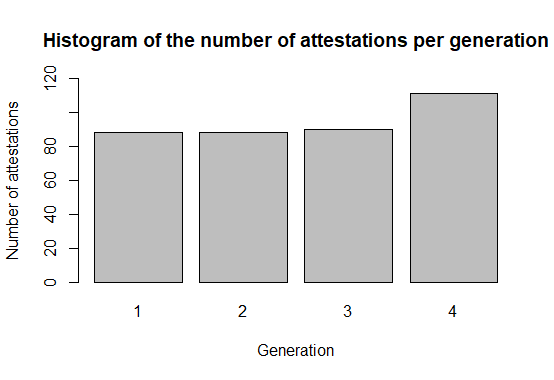 Histogram of the number of attestations per generation
Number of attestations
120
80
60
40
20
0
1 2 3 4
Generation